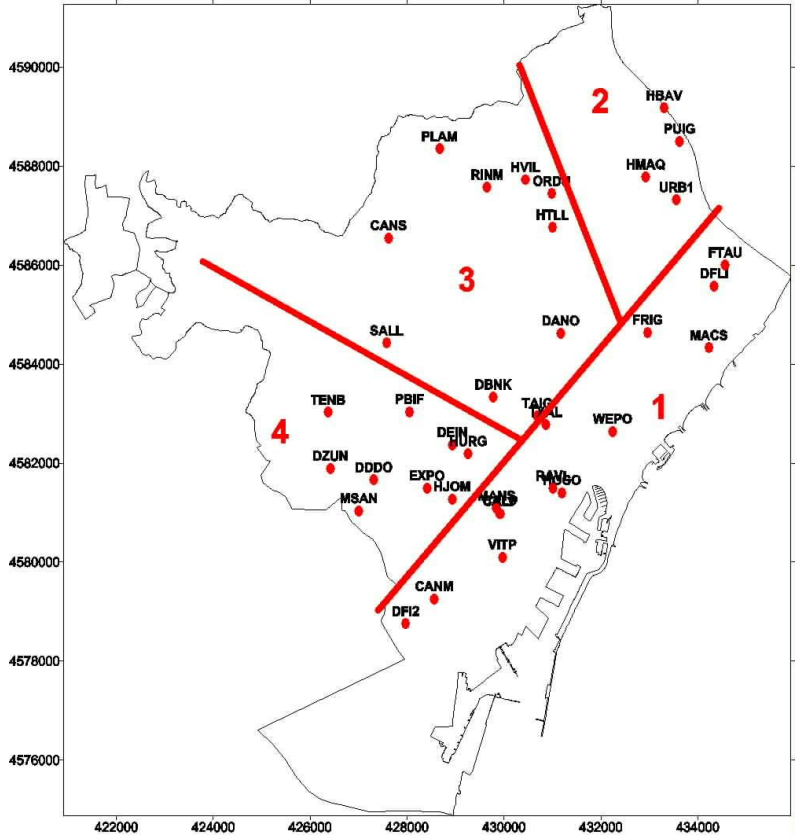 4590000
2
HBAV
PUIG
PLAM
4588000
RINM
HVIL
HMAQ
URB1
HTLL
CANS
4586000
FTAU
DFLI
3
SALL
DANO
FRIG
MACS
4584000
DBNK
TENB
PBIF
TAIG
1
WEPO
4
DEIN
HURG
4582000
DZUN
DDDO
EXPO
HJOM
RAVL
HUGO
MSAN
MANS
VITP
4580000
CANM
DFI2
4578000
4576000
422000 424000 426000 428000 430000 432000 434000